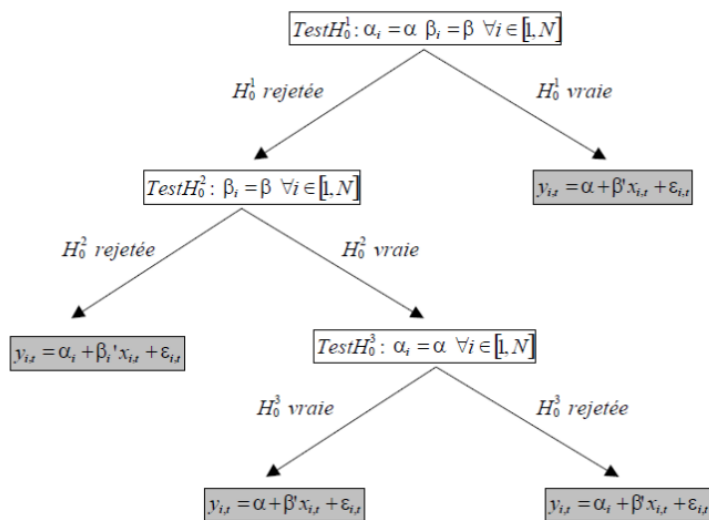 TestH₀¹: αᵢ = α βᵢ = β ∀i∈[1,N]
H₀¹ rejetée
H₀¹ vraie
TestH₀²: βᵢ = β ∀i∈[1,N]
yᵢ,ₜ = α + β'xᵢ,ₜ + εᵢ,ₜ
H₀² rejetée
H₀² vraie
yᵢ,ₜ = αᵢ + βᵢ'xᵢ,ₜ + εᵢ,ₜ
TestH₀³: αᵢ = α ∀i∈[1,N]
H₀³ vraie
H₀³ rejetée
yᵢ,ₜ = α + β'xᵢ,ₜ + εᵢ,ₜ
yᵢ,ₜ = αᵢ + β'xᵢ,ₜ + εᵢ,ₜ